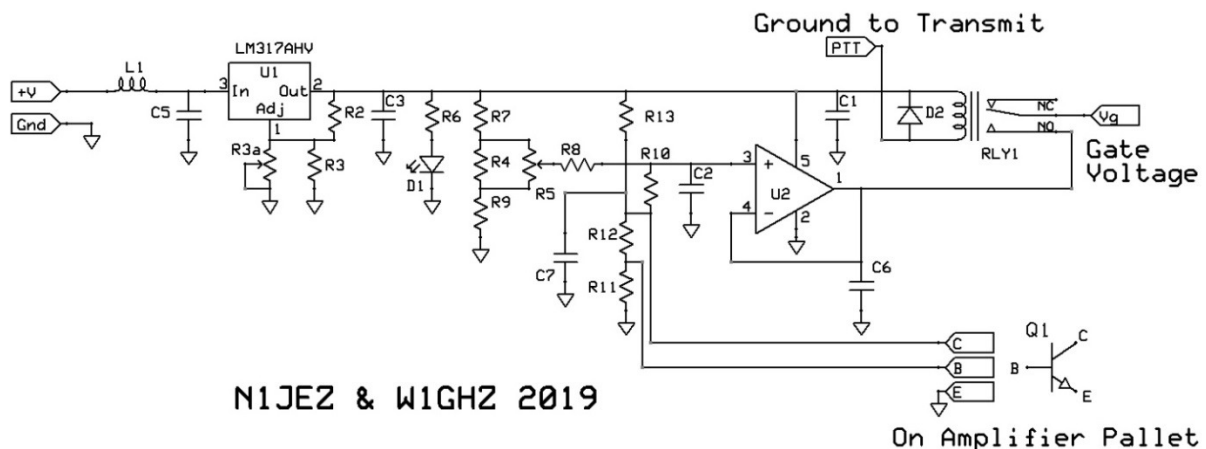 Ground to Transmit
PTT
LM317AHV
L1
U1
+V
3 In Out 2
Adj
1
C5
Gnd
R3a
R3
R2
C3
R6
D1
R7
R4
R9
R5
R8
R13
R10
C2
C7
R12
R11
3 +
4 -
U2
5
2
1
C1
C6
D2
RLY1
NC
NO
Vg
Gate
Voltage
C
B
E
Q1
C
B
E
N1JEZ & W1GHZ 2019
On Amplifier Pallet